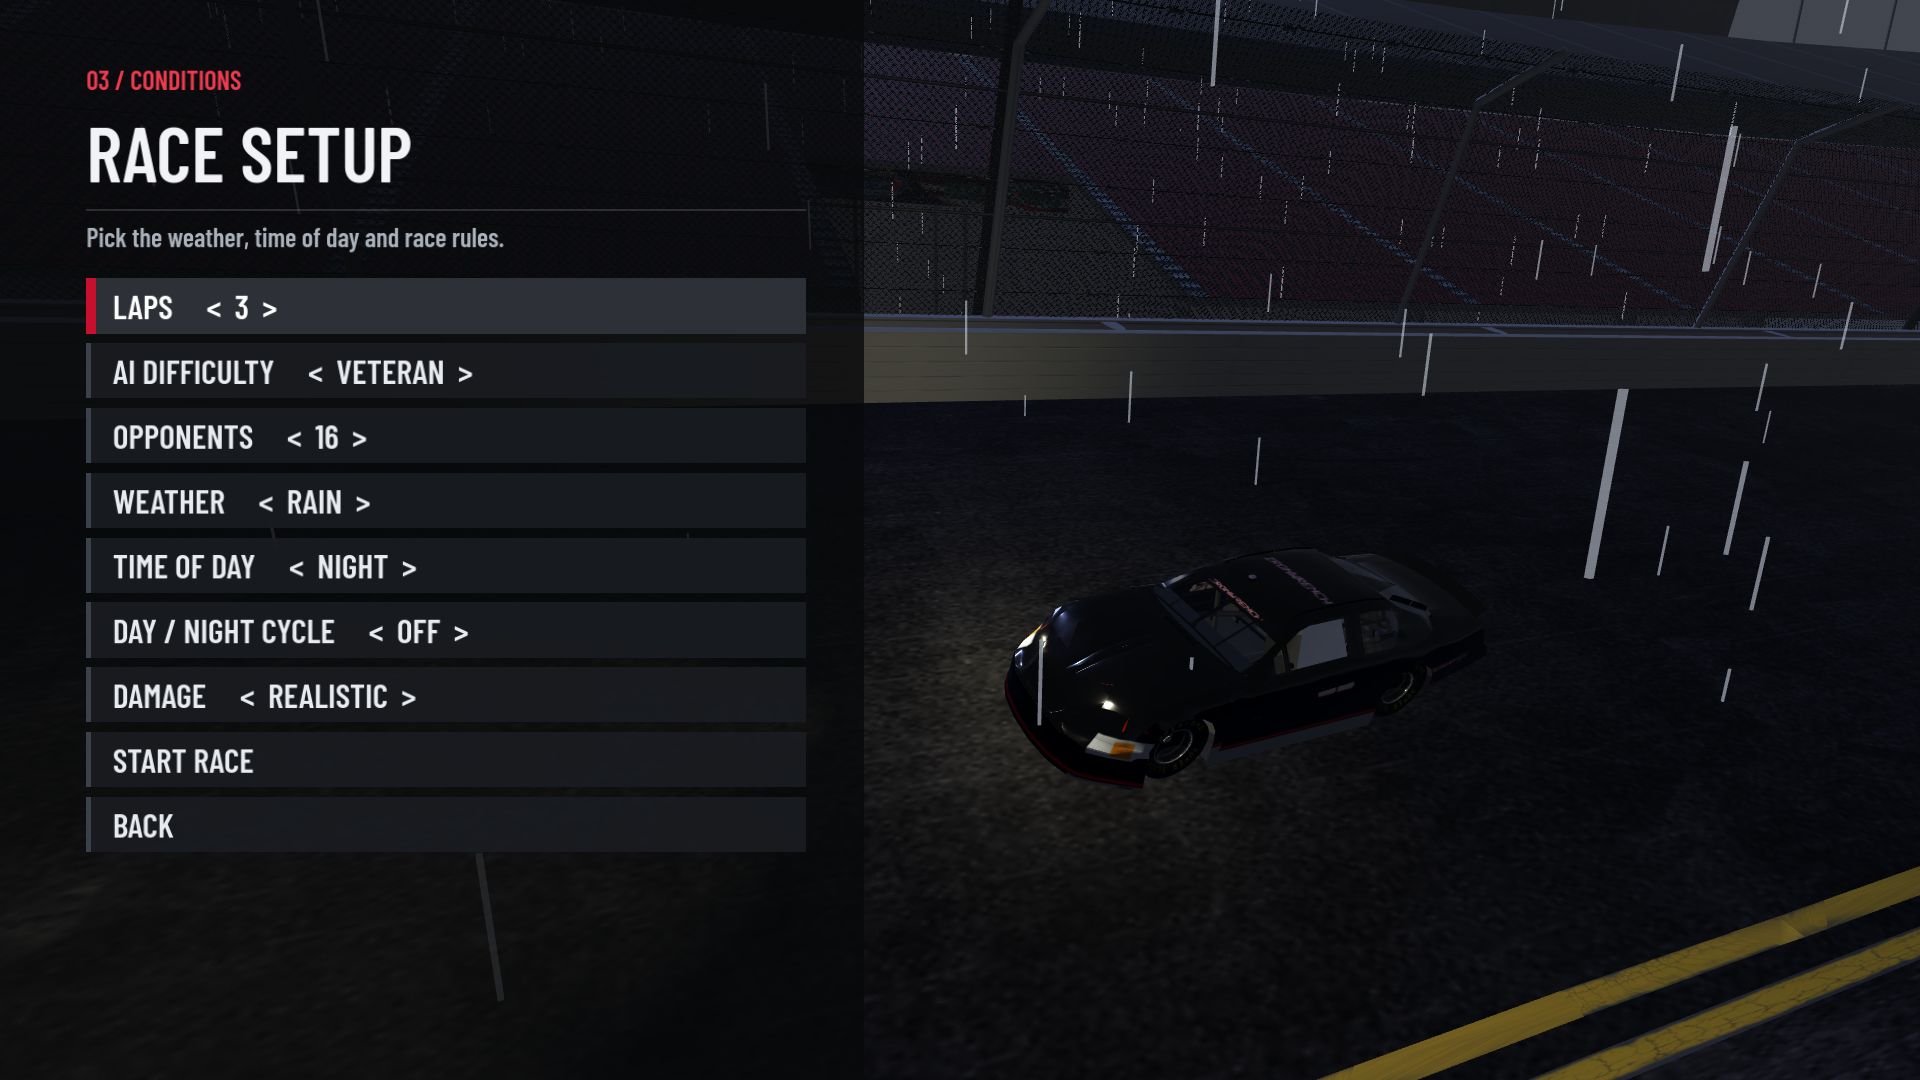 03 / CONDITIONS
RACE SETUP
Pick the weather, time of day and race rules.
LAPS < 3 >
AI DIFFICULTY < VETERAN >
OPPONENTS < 16 >
WEATHER < RAIN >
TIME OF DAY < NIGHT >
DAY / NIGHT CYCLE < OFF >
DAMAGE < REALISTIC >
START RACE
BACK